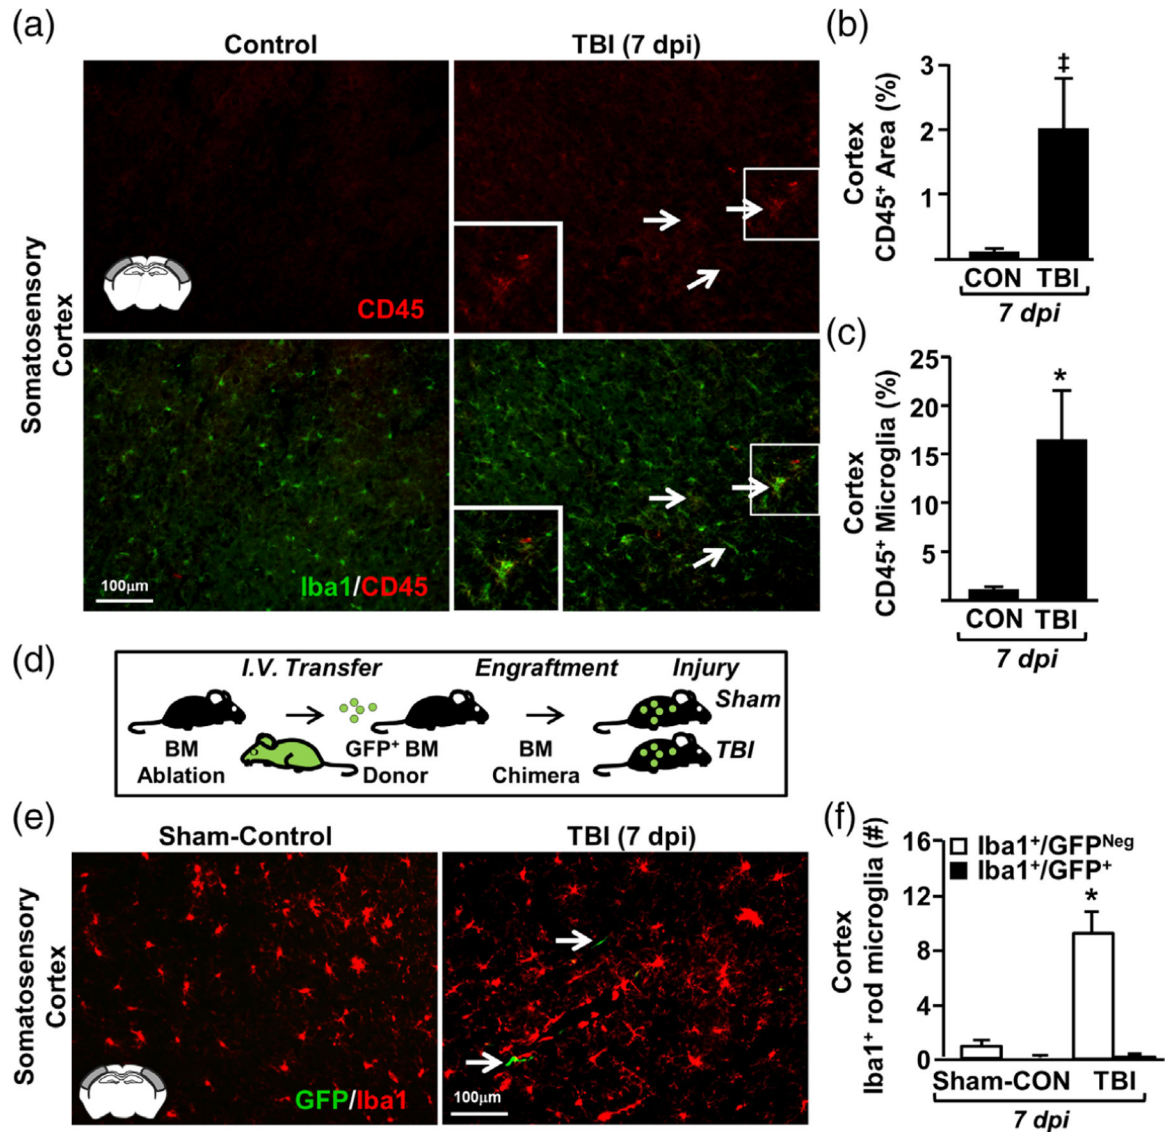 (a)
Control
TBI (7 dpi)
Somatosensory
Cortex
CD45
Iba1/CD45
100μm
(b)
Cortex
CD45⁺ Area (%)
3
2
1
‡
CON TBI
7 dpi
(c)
Cortex
CD45⁺ Microglia (%)
25
20
15
10
5
*
CON TBI
7 dpi
(d)
I.V. Transfer Engraftment Injury
Sham
TBI
BM GFP⁺ BM BM
Ablation Donor Chimera
(e)
Sham-Control
TBI (7 dpi)
Somatosensory
Cortex
GFP/Iba1
100μm
(f)
Cortex
Iba1⁺ rod microglia (#)
16
12
8
4
0
Iba1⁺/GFPᴺᵉᵍ
Iba1⁺/GFP⁺
*
Sham-CON TBI
7 dpi